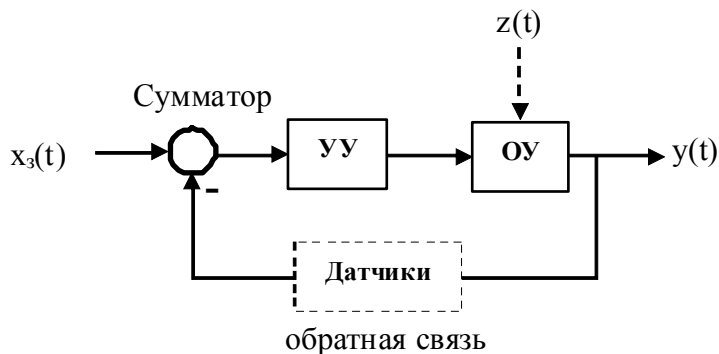 z(t)
Сумматор
xз(t)
УУ
ОУ
y(t)
-
Датчики
обратная связь